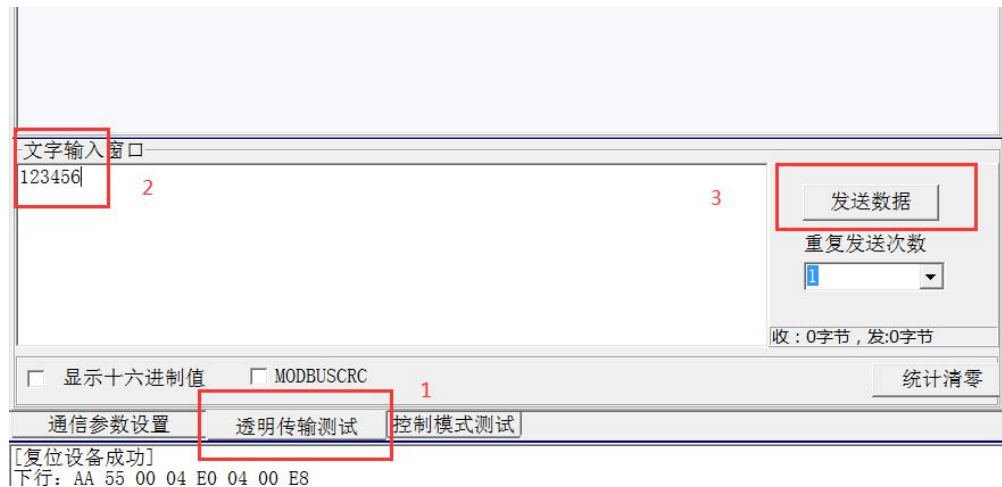 文字输入窗口
123456
2
3
发送数据
重复发送次数
1
收：0字节，发:0字节
显示十六进制值 MODBUSCRC
1
统计清零
通信参数设置 透明传输测试 控制模式测试
[复位设备成功]
下行: AA 55 00 04 E0 04 00 E8